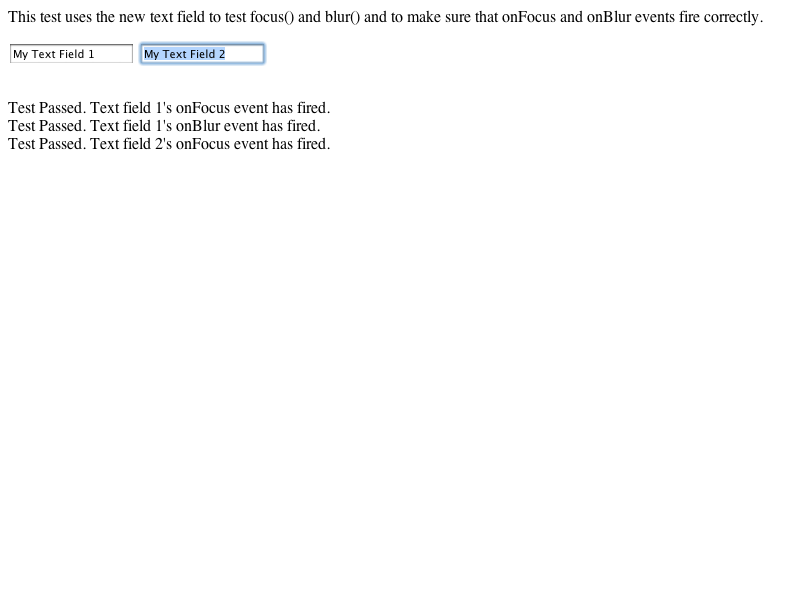 This test uses the new text field to test focus() and blur() and to make sure that onFocus and onBlur events fire correctly.
My Text Field 1 My Text Field 2
Test Passed. Text field 1's onFocus event has fired.
Test Passed. Text field 1's onBlur event has fired.
Test Passed. Text field 2's onFocus event has fired.